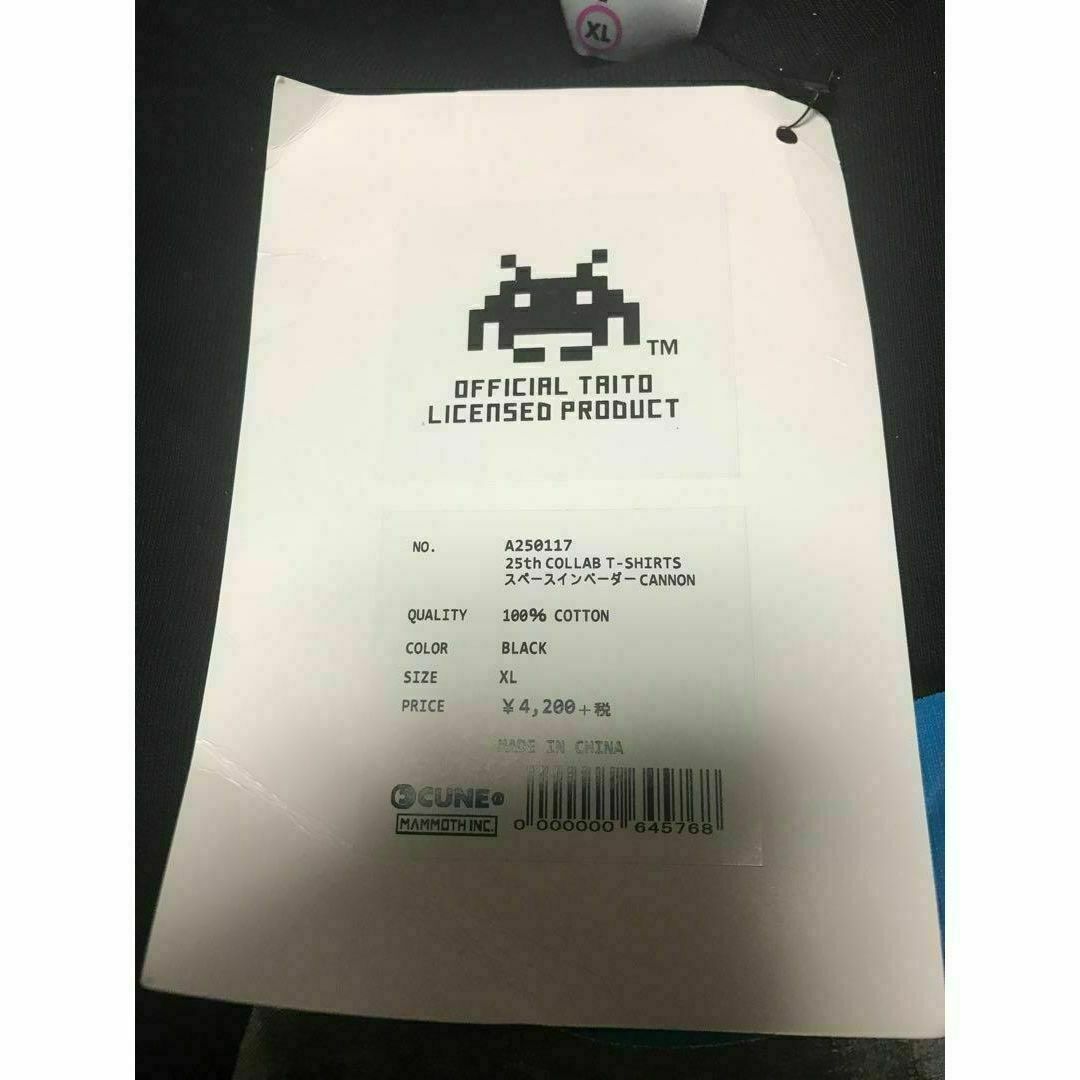 XL
TM
OFFICIAL TAITO
LICENSED PRODUCT
NO. A250117
25th COLLAB T-SHIRTS
スペースインベーダー CANNON
QUALITY 100% COTTON
COLOR BLACK
SIZE XL
PRICE ¥4,200+税
MADE IN CHINA
CUNE®
MAMMOTH INC.
0 000000 645768